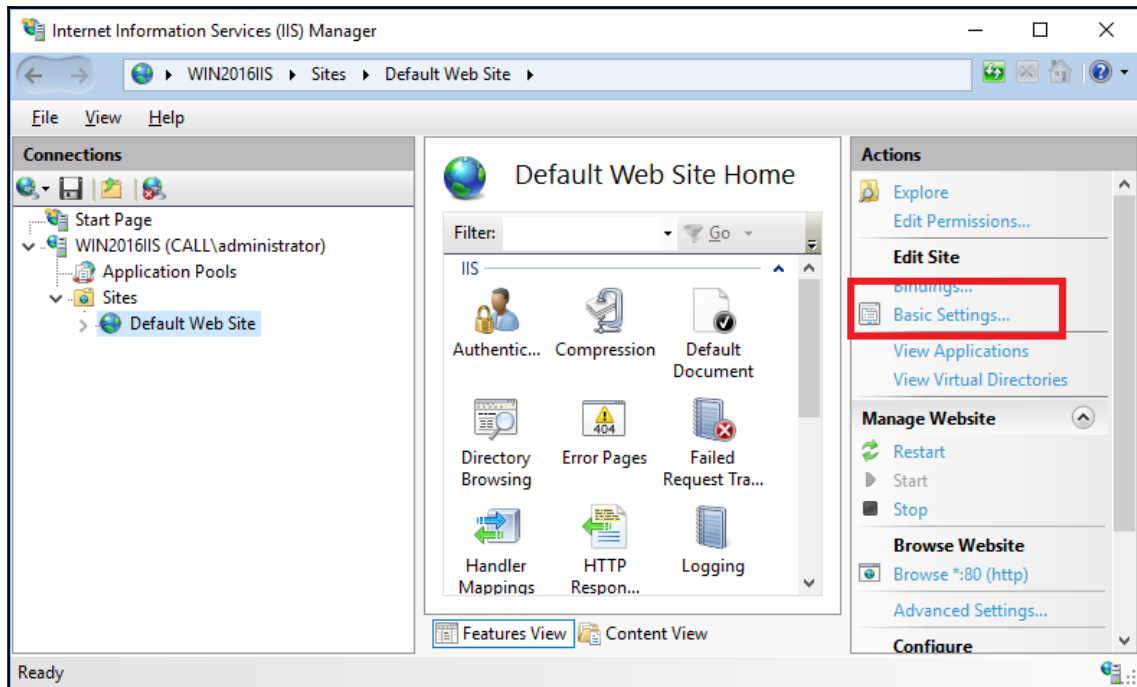 Internet Information Services (IIS) Manager
WIN2016IIS Sites Default Web Site
File View Help
Connections
Start Page
WIN2016IIS (CALL\administrator)
Application Pools
Sites
Default Web Site
Default Web Site Home
Filter: Go
IIS
Authentic... Compression Default Document
Directory Browsing Error Pages 404 Failed Request Tra...
Handler Mappings HTTP Respon... Logging
Features View Content View
Actions
Explore
Edit Permissions...
Edit Site
Bindings...
Basic Settings...
View Applications
View Virtual Directories
Manage Website
Restart
Start
Stop
Browse Website
Browse *:80 (http)
Advanced Settings...
Configure
Ready